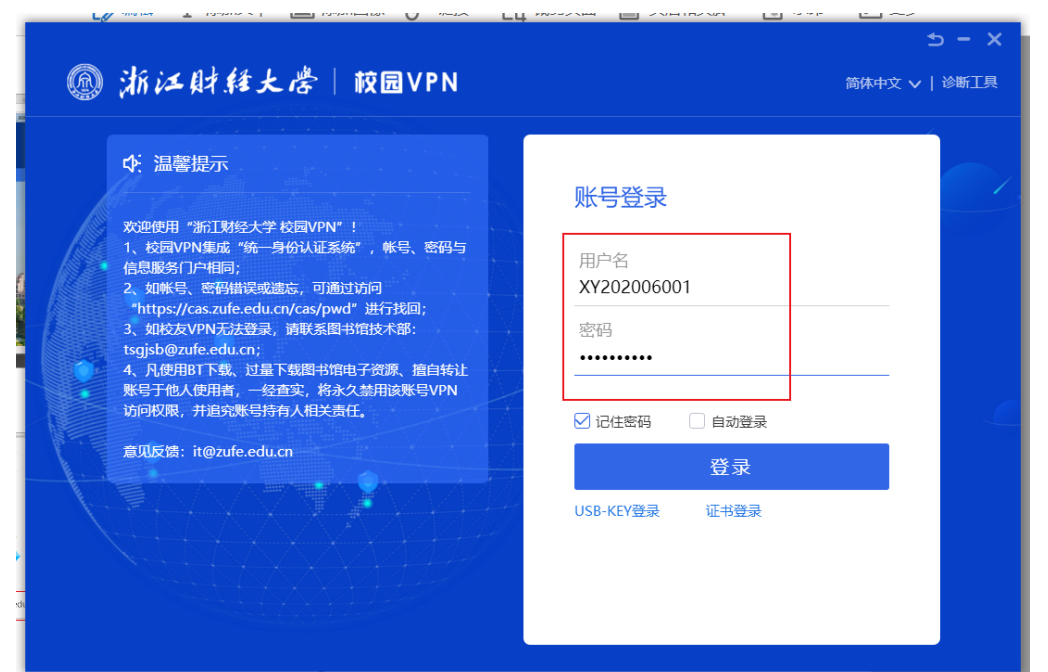 浙江财经大学 | 校园VPN
简体中文 | 诊断工具
温馨提示
欢迎使用“浙江财经大学 校园VPN”！
1、校园VPN集成“统一身份认证系统”，帐号、密码与
信息服务门户相同;
2、如帐号、密码错误或遗忘，可通过访问
“https://cas.zufe.edu.cn/cas/pwd”进行找回;
3、如校友VPN无法登录，请联系图书馆技术部：
tsgjsb@zufe.edu.cn;
4、凡使用BT下载、过量下载图书馆电子资源、擅自转让
账号于他人使用者，一经查实，将永久禁用该账号VPN
访问权限，并追究账号持有人相关责任。
意见反馈：it@zufe.edu.cn
账号登录
用户名
XY202006001
密码
••••••••••
记住密码 自动登录
登录
USB-KEY登录 证书登录